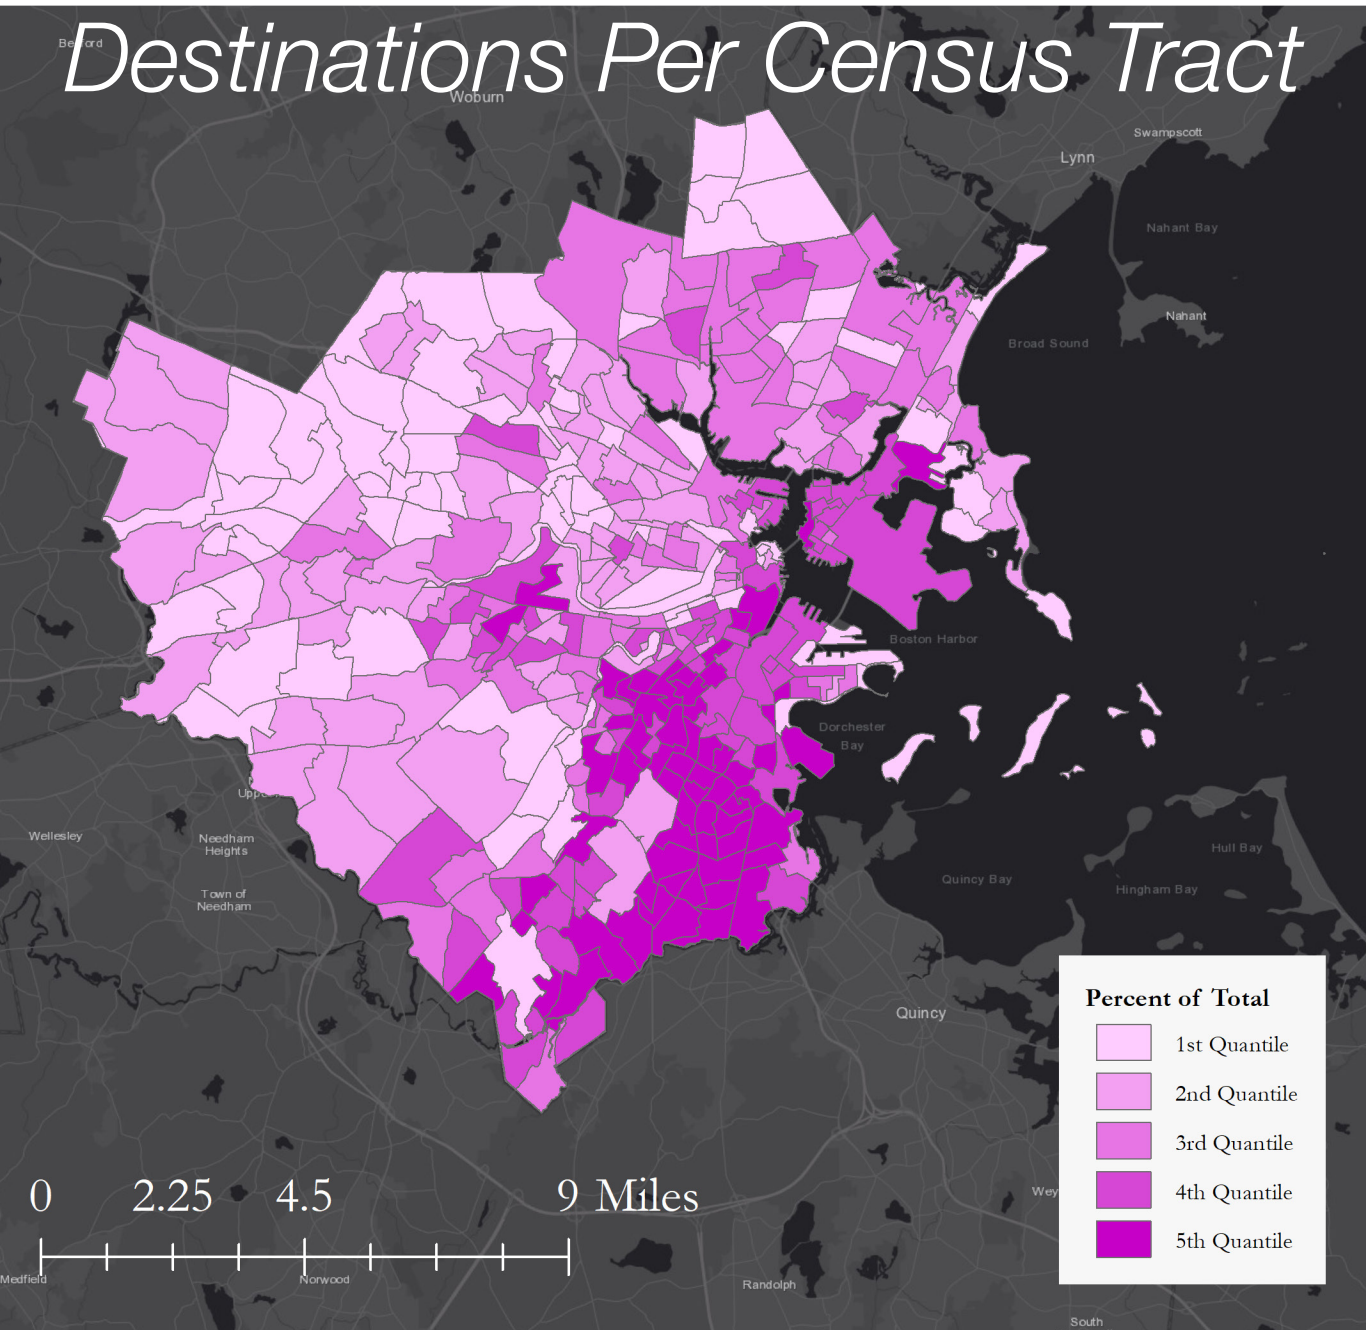 Destinations Per Census Tract
Woburn
Swampscott
Lynn
Nahant Bay
Nahant
Broad Sound
Boston Harbor
Dorchester
Bay
Wellesley
Needham
Heights
Town of
Needham
Hull Bay
Quincy Bay
Hingham Bay
Quincy
Percent of Total
1st Quantile
2nd Quantile
3rd Quantile
4th Quantile
5th Quantile
0 2.25 4.5 9 Miles
Wey
Medfield
Norwood
Randolph
South